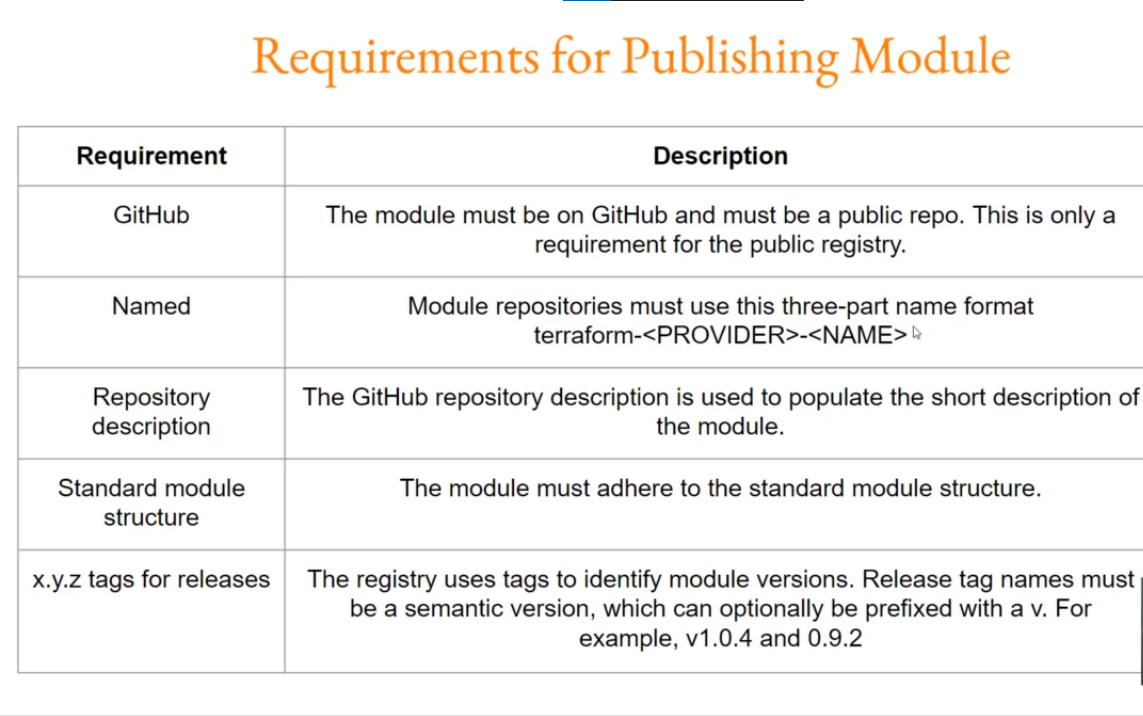 Requirements for Publishing Module
Requirement
Description
GitHub
The module must be on GitHub and must be a public repo. This is only a
requirement for the public registry.
Named
Module repositories must use this three-part name format
terraform-<PROVIDER>-<NAME>
Repository
description
The GitHub repository description is used to populate the short description of
the module.
Standard module
structure
The module must adhere to the standard module structure.
x.y.z tags for releases
The registry uses tags to identify module versions. Release tag names must
be a semantic version, which can optionally be prefixed with a v. For
example, v1.0.4 and 0.9.2